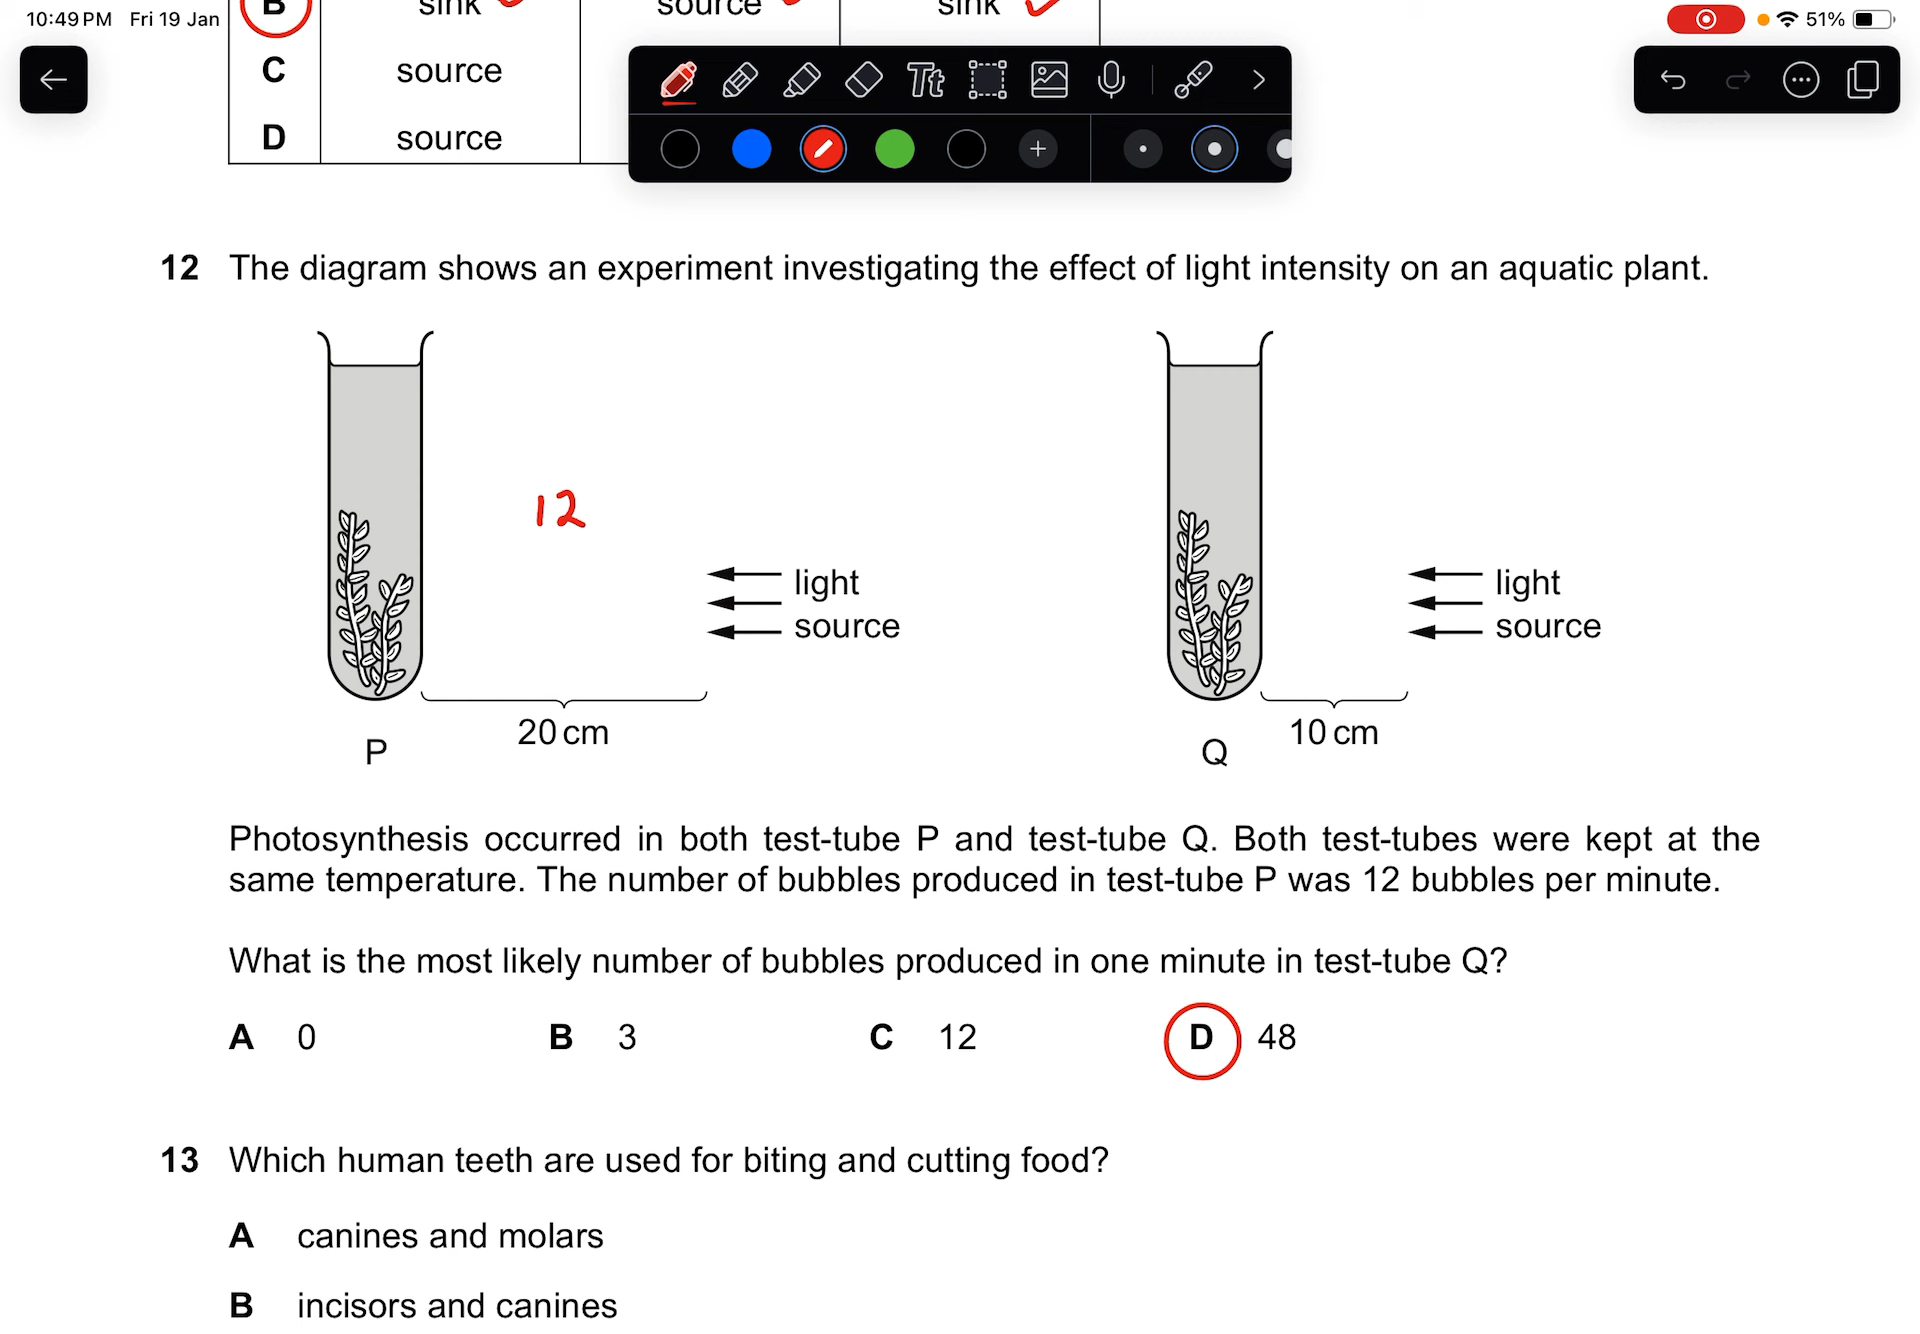 10:49 PM Fri 19 Jan
51%
B sink source sink
C source
D source
Tt
12 The diagram shows an experiment investigating the effect of light intensity on an aquatic plant.
12
light
source
light
source
20 cm
10 cm
P
Q
Photosynthesis occurred in both test-tube P and test-tube Q. Both test-tubes were kept at the
same temperature. The number of bubbles produced in test-tube P was 12 bubbles per minute.
What is the most likely number of bubbles produced in one minute in test-tube Q?
A 0 B 3 C 12 D 48
13 Which human teeth are used for biting and cutting food?
A canines and molars
B incisors and canines